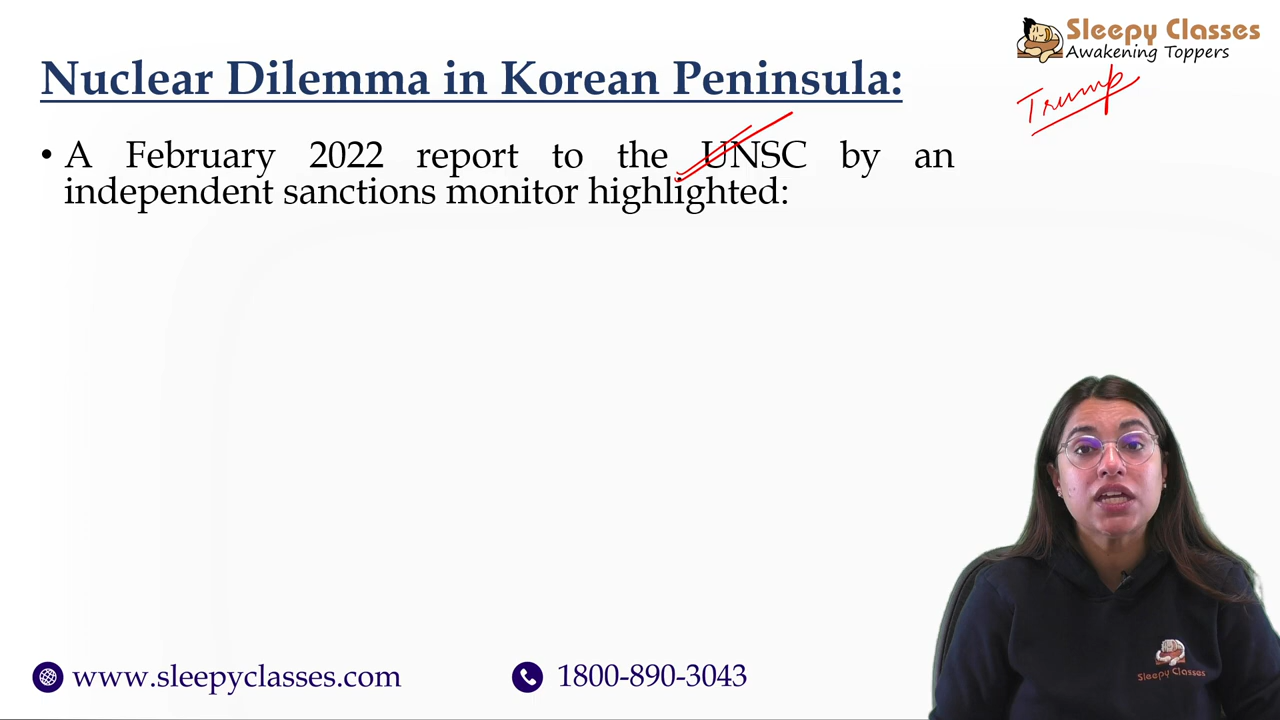 Sleepy Classes
Awakening Toppers
Nuclear Dilemma in Korean Peninsula:
Trump
• A February 2022 report to the UNSC by an
independent sanctions monitor highlighted:
Sleepy Classes
www.sleepyclasses.com
1800-890-3043